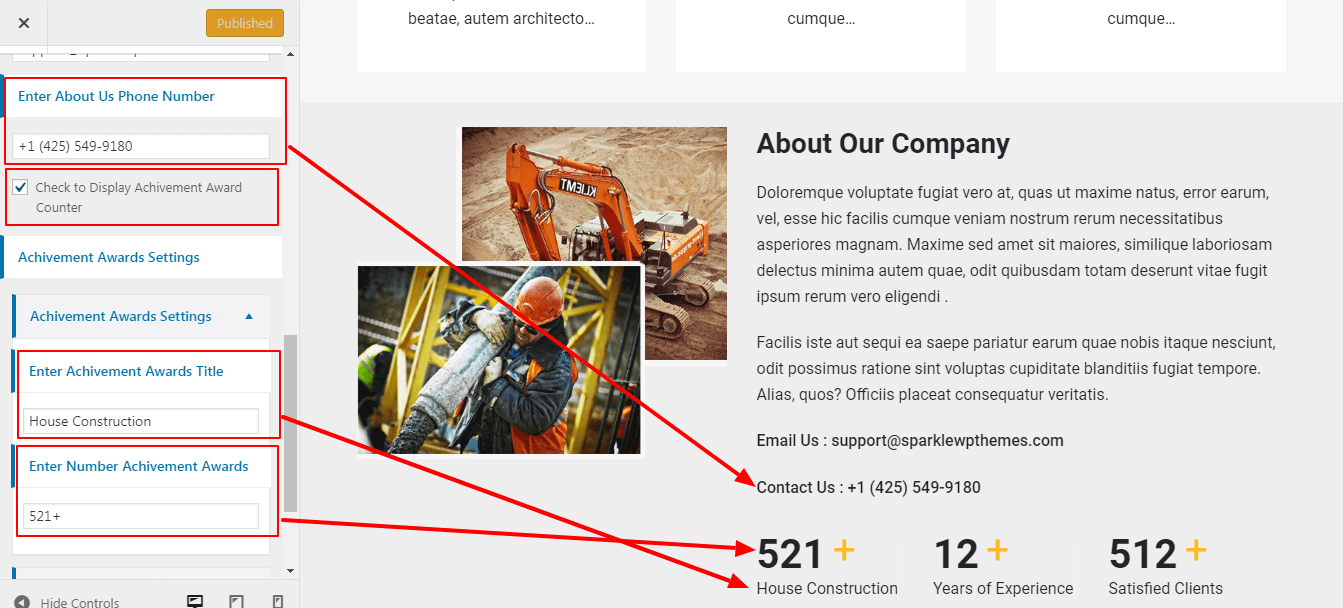 Published
Enter About Us Phone Number
+1 (425) 549-9180
Check to Display Achivement Award
Counter
Achivement Awards Settings
Achivement Awards Settings
Enter Achivement Awards Title
House Construction
Enter Number Achivement Awards
521+
Hide Controls
beatae, autem architecto...
cumque...
cumque...
KLIEMT
About Our Company
Doloremque voluptate fugiat vero at, quas ut maxime natus, error earum,
vel, esse hic facilis cumque veniam nostrum rerum necessitatibus
asperiores magnam. Maxime sed amet sit maiores, similique laboriosam
delectus minima autem quae, odit quibusdam totam deserunt vitae fugit
ipsum rerum vero eligendi .
Facilis iste aut sequi ea saepe pariatur earum quae nobis itaque nesciunt,
odit possimus ratione sint voluptas cupiditate blanditiis fugiat tempore.
Alias, quos? Officiis placeat consequatur veritatis.
Email Us : support@sparklewpthemes.com
Contact Us : +1 (425) 549-9180
521 + 12 + 512 +
House Construction Years of Experience Satisfied Clients